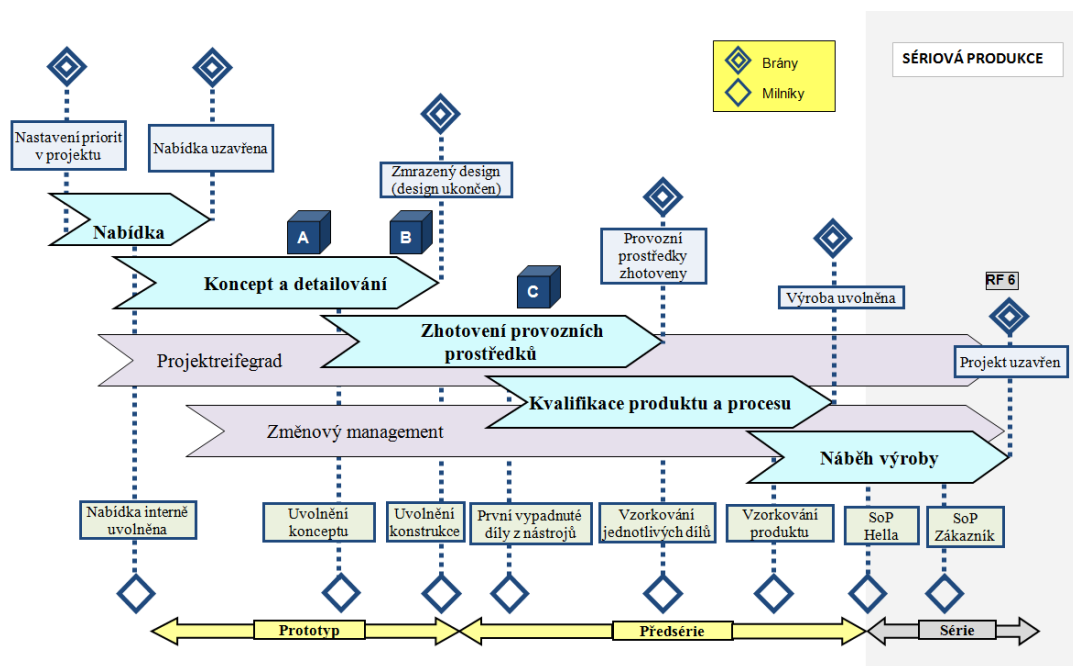 SÉRIOVÁ PRODUKCE
Brány
Milníky
Nastavení priorit
v projektu
Nabídka uzavřena
Zmrazený design
(design ukončen)
Provozní
prostředky
zhotoveny
Výroba uvolněna
RF 6
Projekt uzavřen
Nabídka
A
B
Koncept a detailování
C
Zhotovení provozních
prostředků
Projektreifegrad
Kvalifikace produktu a procesu
Změnový management
Náběh výroby
Nabídka interně
uvolněna
Uvolnění
konceptu
Uvolnění
konstrukce
První vypadnuté
díly z nástrojů
Vzorkování
jednotlivých dílů
Vzorkování
produktu
SoP
Hella
SoP
Zákazník
Prototyp
Předsérie
Série